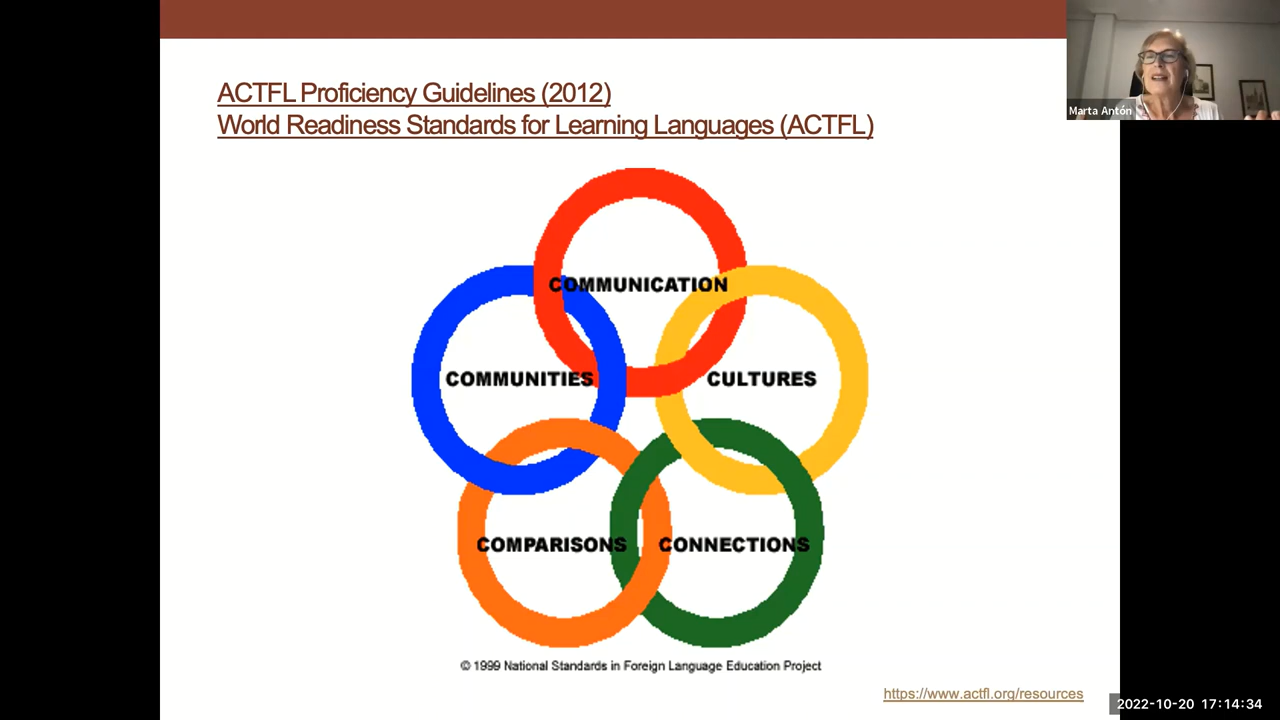 ACTFL Proficiency Guidelines (2012)
World Readiness Standards for Learning Languages (ACTFL)
Marta Antón
COMMUNICATION
COMMUNITIES
CULTURES
COMPARISONS
CONNECTIONS
© 1999 National Standards in Foreign Language Education Project
https://www.actfl.org/resources
2022-10-20 17:14:34